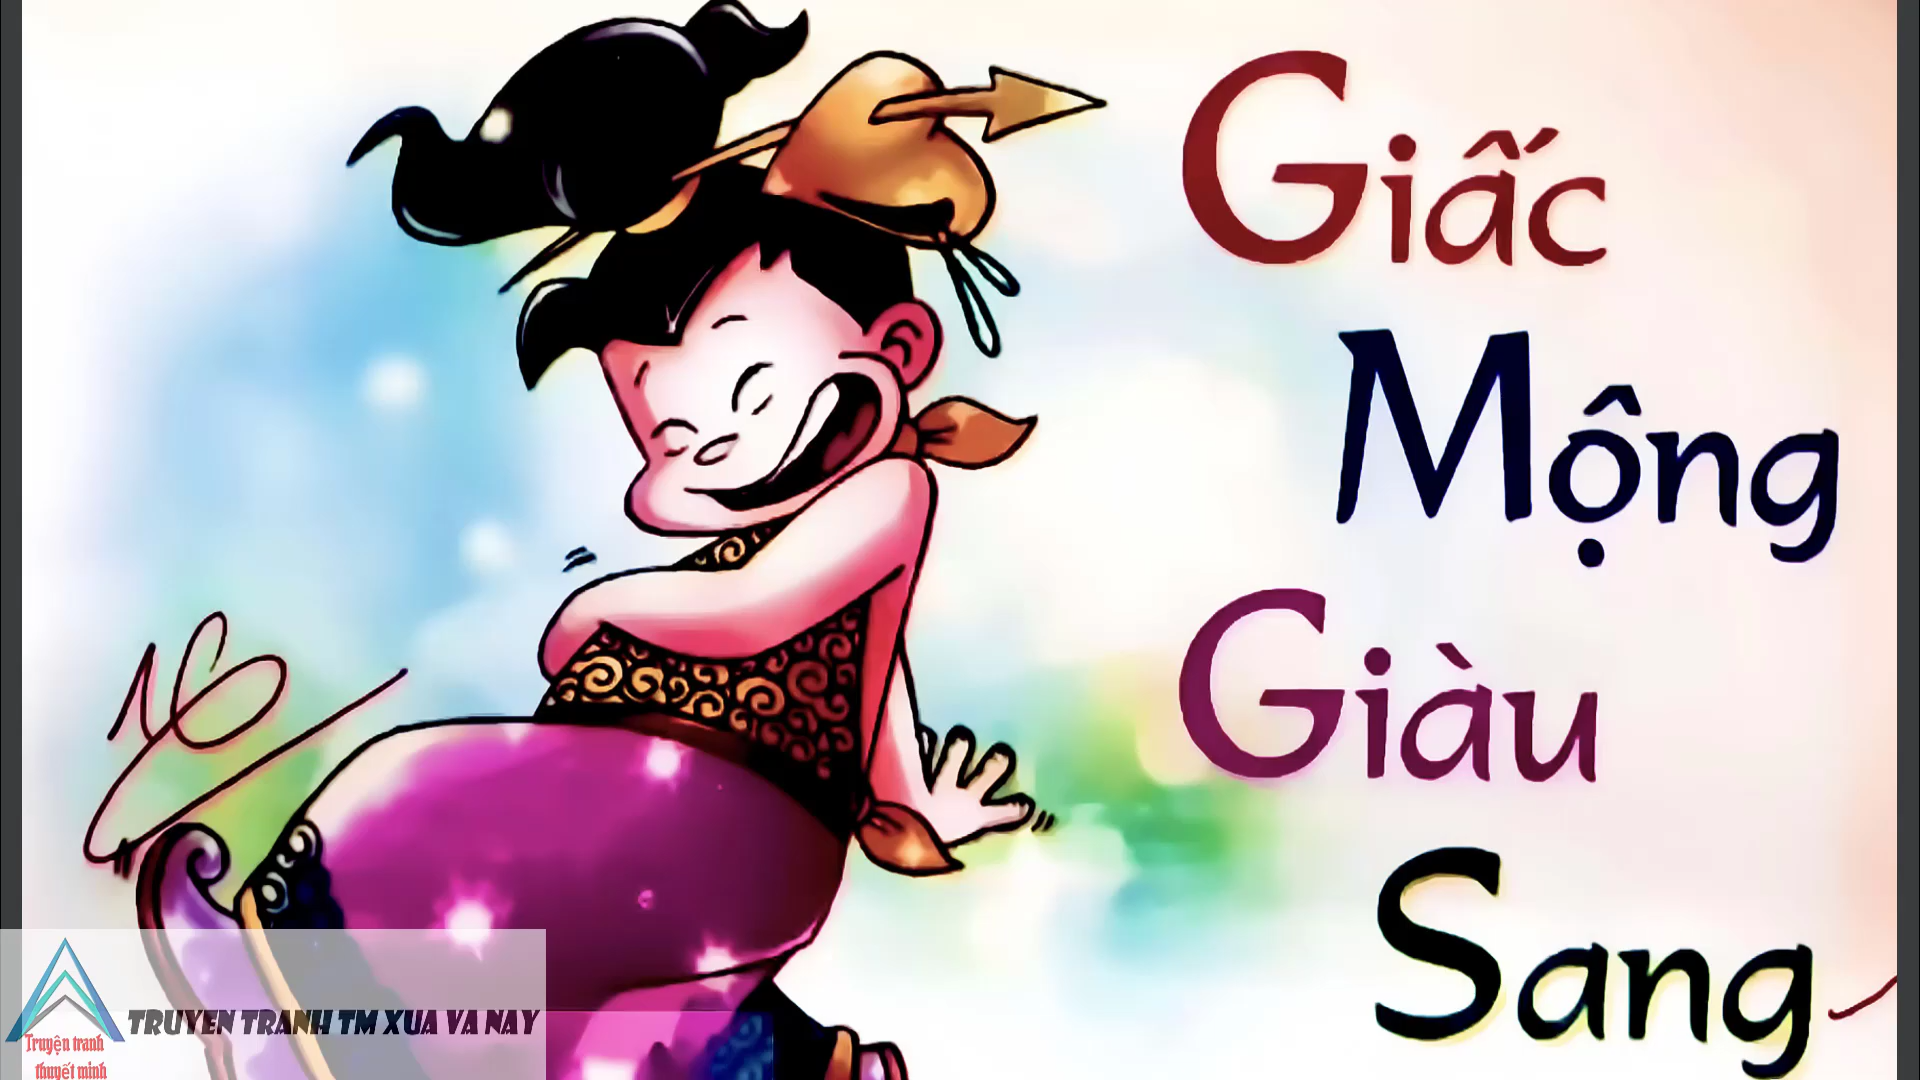 Giấc
Mộng
Giàu
Sang
TRUYEN TRANH TM XUA VA NAY
Truyện tranh
thuyết minh